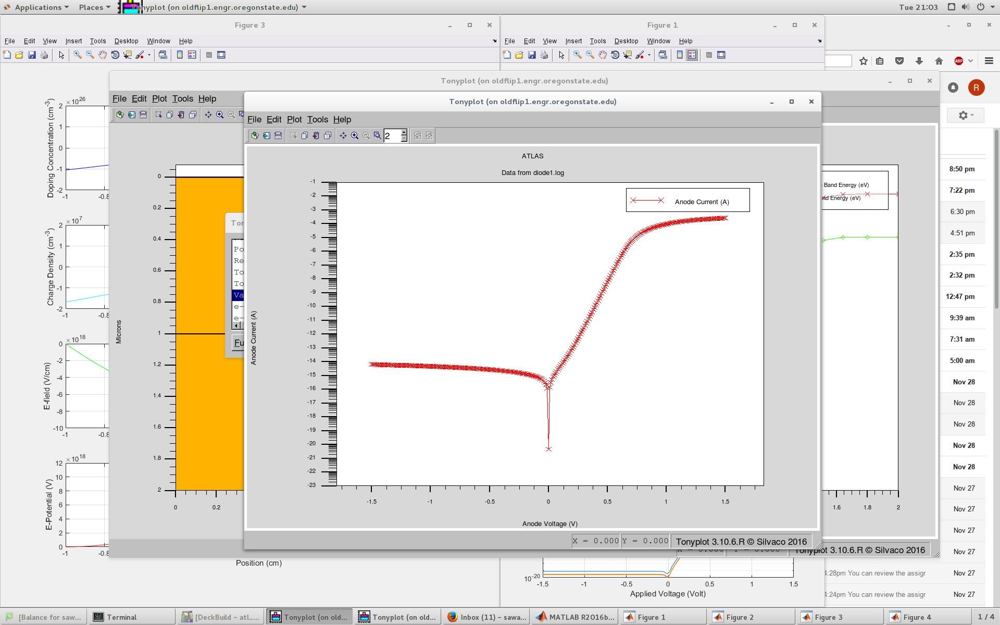 Applications Places Tonyplot (on oldflip1.engr.oregonstate.edu) Tue 21:03
Figure 3
File Edit View Insert Tools Desktop Window Help
Doping Concentration (cm-3)
× 10^26
2
1
0
-1
-2
-1 -0.8
Charge Density (cm-3)
× 10^7
2
1
0
-1
-2
-1 -0.8
E-field (V/cm)
× 10^18
0
-2
-4
-6
-8
-10
-1 -0.8
E-Potential (V)
× 10^18
12
10
8
6
4
2
0
-1
Position (cm)
Figure 1
File Edit View Insert Tools Desktop Window Help
10^-20
-1.5 -1 -0.5 0 0.5 1 1.5
Applied Voltage (Volt)
Tonyplot (on oldflip1.engr.oregonstate.edu)
File Edit Plot Tools Help
Microns
0
0.2
0.4
0.6
0.8
1
1.2
1.4
1.6
1.8
2
0 0.2
Band Energy (eV)
Energy (eV)
1.6 1.8 2
Tonyplot 3.10.6.R © Silvaco 2016
Ton
Po
Re
To
To
Va
e-
e-
Fu
Tonyplot (on oldflip1.engr.oregonstate.edu)
File Edit Plot Tools Help
2
ATLAS
Data from diode1.log
Anode Current (A)
Anode Current (A)
-1
-2
-3
-4
-5
-6
-7
-8
-9
-10
-11
-12
-13
-14
-15
-16
-17
-18
-19
-20
-21
-22
-23
-1.5 -1 -0.5 0 0.5 1 1.5
Anode Voltage (V)
X = 0.000 Y = 0.000 Tonyplot 3.10.6.R © Silvaco 2016
ABP
R
8:50 pm
7:22 pm
6:30 pm
4:51 pm
2:35 pm
2:32 pm
12:47 pm
9:39 am
7:31 am
5:00 am
Nov 28
Nov 28
Nov 28
Nov 28
Nov 28
Nov 27
Nov 27
Nov 27
Nov 27
4:28pm You can review the assigr Nov 27
4:24pm You can review the assigr Nov 27
[Balance for saw... Terminal [DeckBuild - atl_... Tonyplot (on old... Tonyplot (on old... Inbox (11) – sawa... MATLAB R2016b... Figure 1 Figure 2 Figure 3 Figure 4 1 / 4